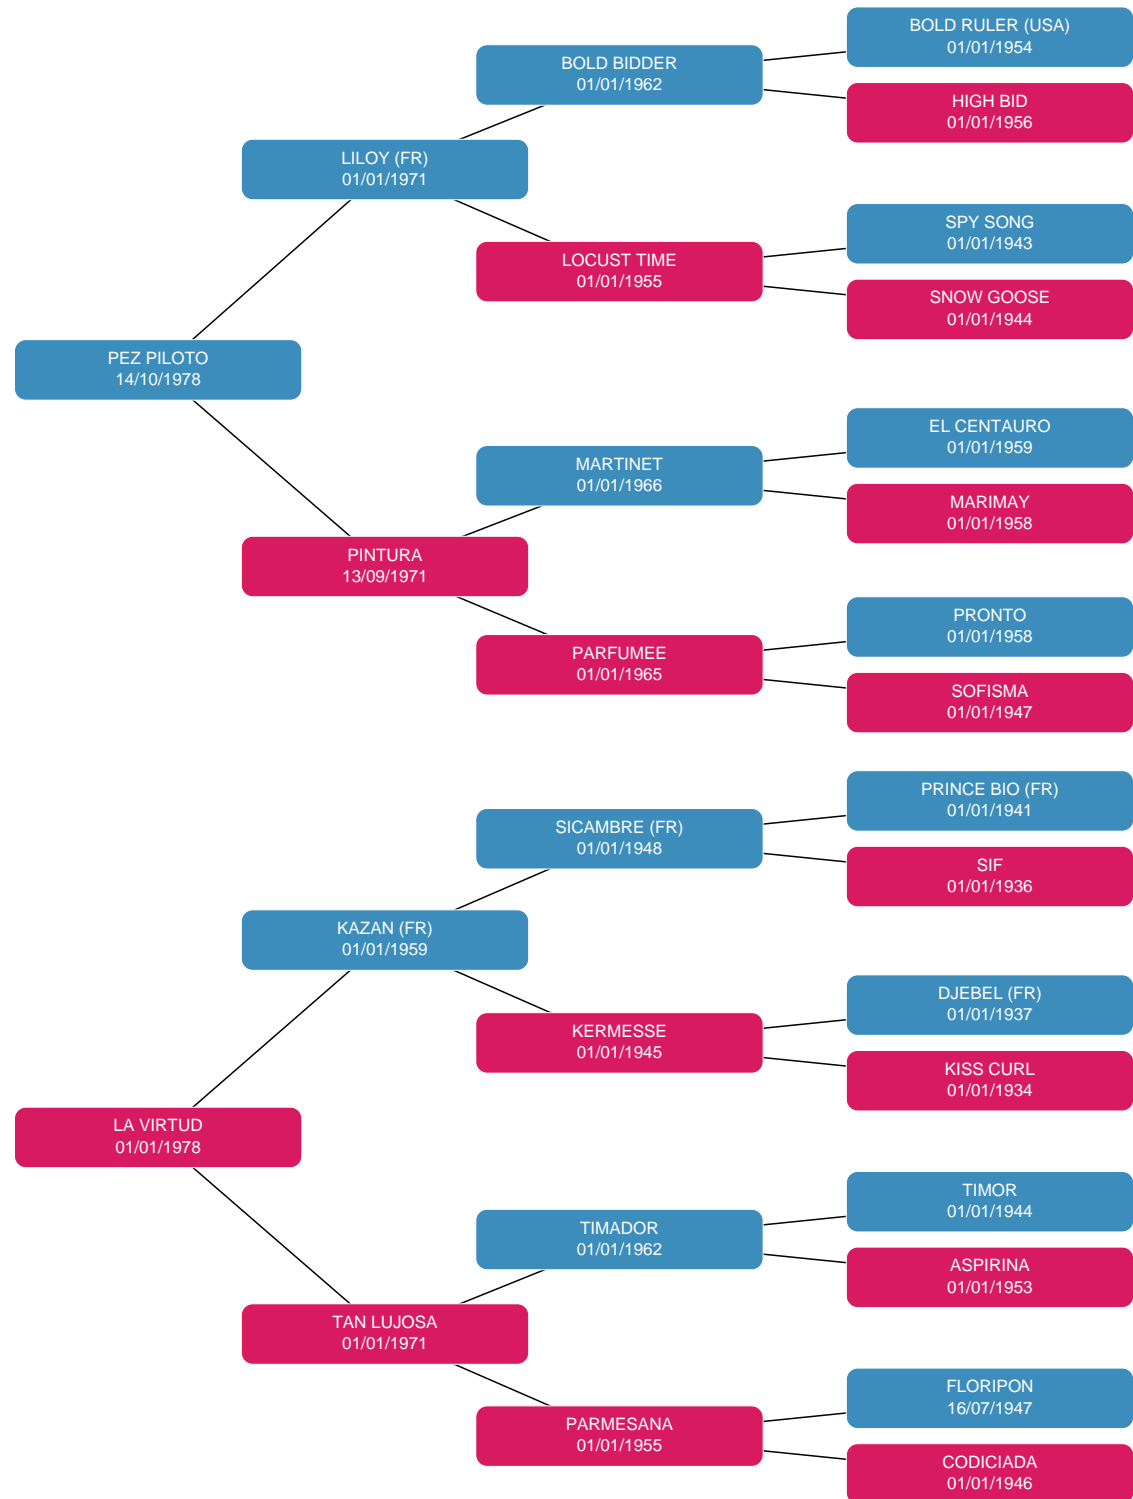 BOLD RULER (USA)
01/01/1954
BOLD BIDDER
01/01/1962
HIGH BID
01/01/1956
LILOY (FR)
01/01/1971
SPY SONG
01/01/1943
LOCUST TIME
01/01/1955
SNOW GOOSE
01/01/1944
PEZ PILOTO
14/10/1978
EL CENTAURO
01/01/1959
MARTINET
01/01/1966
MARIMAY
01/01/1958
PINTURA
13/09/1971
PRONTO
01/01/1958
PARFUMEE
01/01/1965
SOFISMA
01/01/1947
PRINCE BIO (FR)
01/01/1941
SICAMBRE (FR)
01/01/1948
SIF
01/01/1936
KAZAN (FR)
01/01/1959
DJEBEL (FR)
01/01/1937
KERMESSE
01/01/1945
KISS CURL
01/01/1934
LA VIRTUD
01/01/1978
TIMOR
01/01/1944
TIMADOR
01/01/1962
ASPIRINA
01/01/1953
TAN LUJOSA
01/01/1971
FLORIPON
16/07/1947
PARMESANA
01/01/1955
CODICIADA
01/01/1946